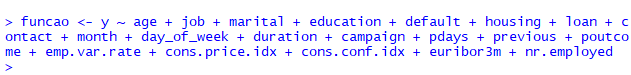 > funcao <- y ~ age + job + marital + education + default + housing + loan + c
ontact + month + day_of_week + duration + campaign + pdays + previous + poutco
me + emp.var.rate + cons.price.idx + cons.conf.idx + euribor3m + nr.employed
>